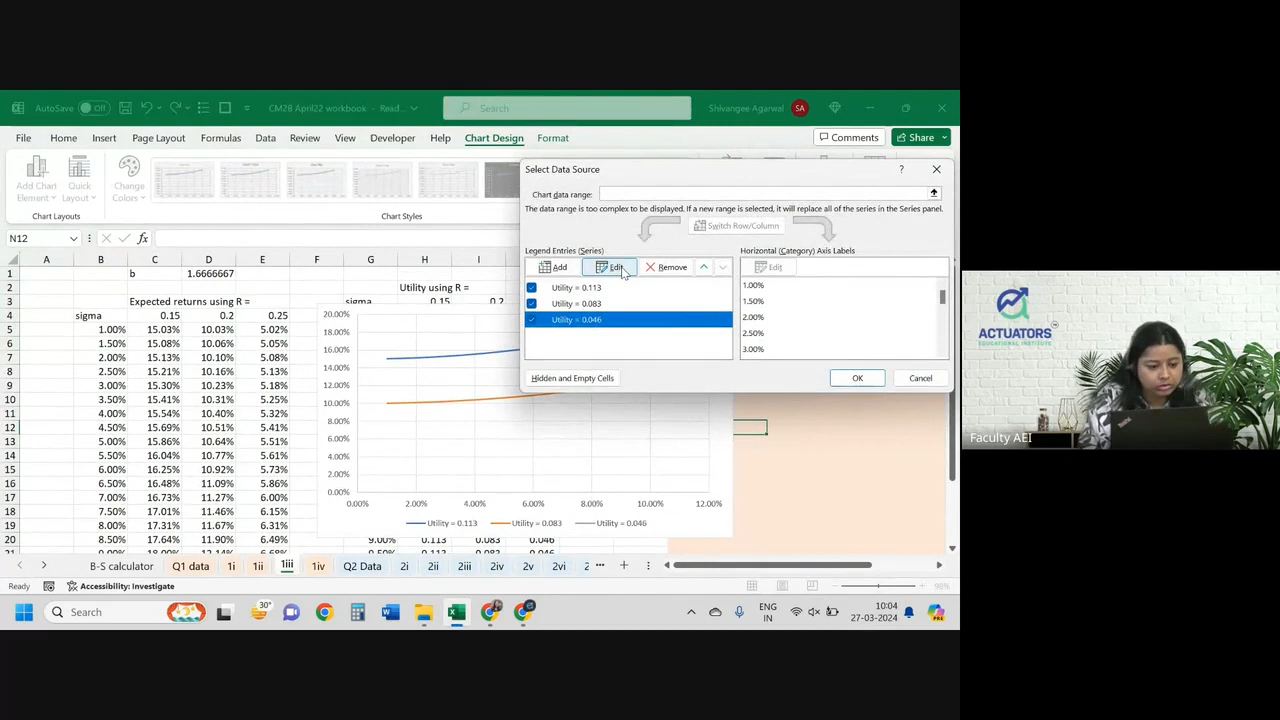 AutoSave Off
CM2B April22 workbook - Read...
Search
Shivangee Agarwal SA
File Home Insert Page Layout Formulas Data Review View Developer Help Chart Design Format
Comments Share
Add Chart Element
Quick Layout
Change Colors
Chart Layouts
Chart Styles
N12
fx
Select Data Source
Chart data range:
The data range is too complex to be displayed. If a new range is selected, it will replace all of the series in the Series panel.
Switch Row/Column
Legend Entries (Series)
Horizontal (Category) Axis Labels
Add Edit Remove
Edit
Utility = 0.113
Utility = 0.083
Utility = 0.046
1.00%
1.50%
2.00%
2.50%
3.00%
Hidden and Empty Cells
OK Cancel
A B C D E F G H I
1 b 1.6666667
2 Utility using R =
3 Expected returns using R = sigma 0.15 0.2
4 sigma 0.15 0.2 0.25
5 1.00% 15.03% 10.03% 5.02%
6 1.50% 15.08% 10.06% 5.05%
7 2.00% 15.13% 10.10% 5.08%
8 2.50% 15.21% 10.16% 5.13%
9 3.00% 15.30% 10.23% 5.18%
10 3.50% 15.41% 10.31% 5.25%
11 4.00% 15.54% 10.40% 5.32%
12 4.50% 15.69% 10.51% 5.41%
13 5.00% 15.86% 10.64% 5.51%
14 5.50% 16.04% 10.77% 5.61%
15 6.00% 16.25% 10.92% 5.73%
16 6.50% 16.48% 11.09% 5.86%
17 7.00% 16.73% 11.27% 6.00%
18 7.50% 17.01% 11.46% 6.15%
19 8.00% 17.31% 11.67% 6.31%
20 8.50% 17.64% 11.90% 6.49%
9.00% 0.113 0.083 0.046
20.00%
18.00%
16.00%
14.00%
12.00%
10.00%
8.00%
6.00%
4.00%
2.00%
0.00%
0.00% 2.00% 4.00% 6.00% 8.00% 10.00% 12.00%
Utility = 0.113 Utility = 0.083 Utility = 0.046
B-S calculator Q1 data 1i 1ii 1iii 1iv Q2 Data 2i 2ii 2iii 2iv 2v 2vi 2
Ready Accessibility: Investigate
98%
Search
30°
ENG
IN
10:04
27-03-2024
ACTUATORS
EDUCATIONAL INSTITUTE
Faculty AEI